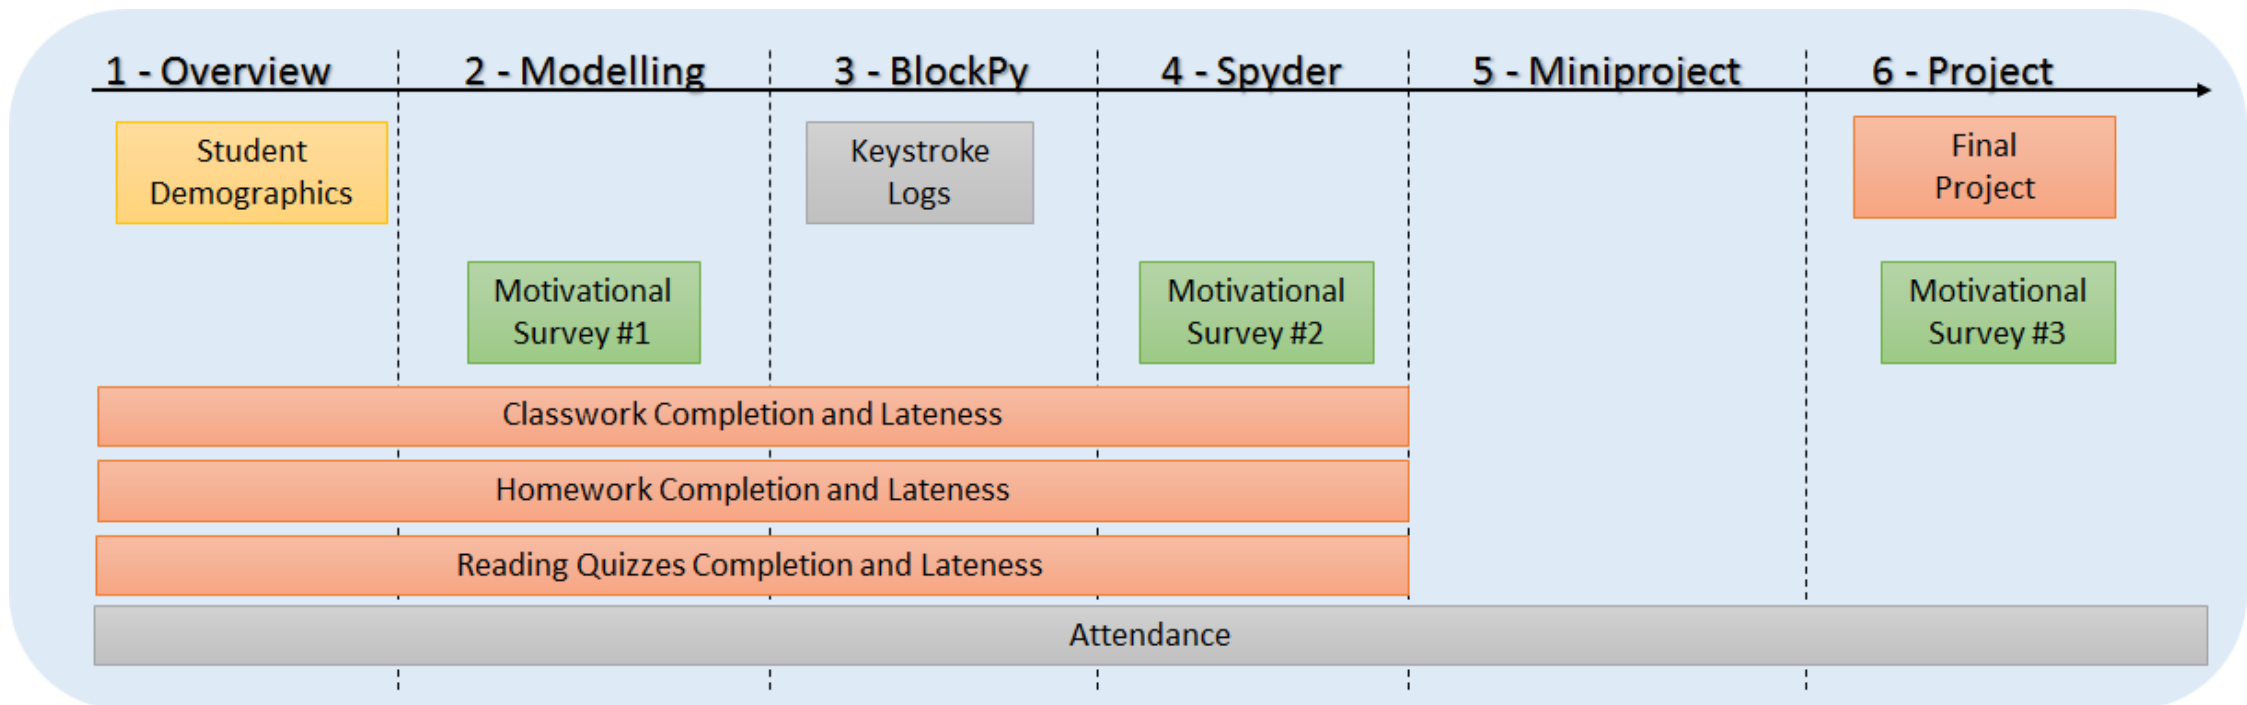 1 - Overview
2 - Modelling
3 - BlockPy
4 - Spyder
5 - Miniproject
6 - Project
Student
Demographics
Keystroke
Logs
Final
Project
Motivational
Survey #1
Motivational
Survey #2
Motivational
Survey #3
Classwork Completion and Lateness
Homework Completion and Lateness
Reading Quizzes Completion and Lateness
Attendance